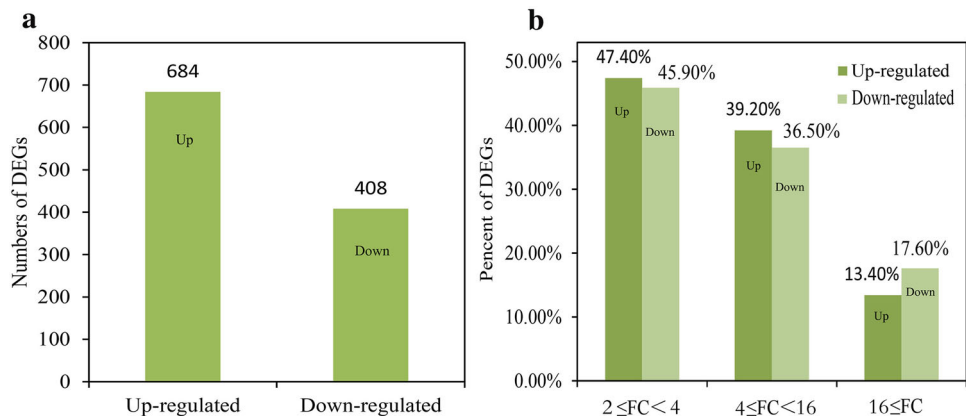 a
Numbers of DEGs
800
700
600
500
400
300
200
100
0
684
Up
408
Down
Up-regulated
Down-regulated
b
Pencent of DEGs
50.00%
40.00%
30.00%
20.00%
10.00%
0.00%
Up-regulated
Down-regulated
47.40%
45.90%
Up
Down
39.20%
36.50%
Up
Down
13.40%
17.60%
Up
Down
2≤FC<4
4≤FC<16
16≤FC